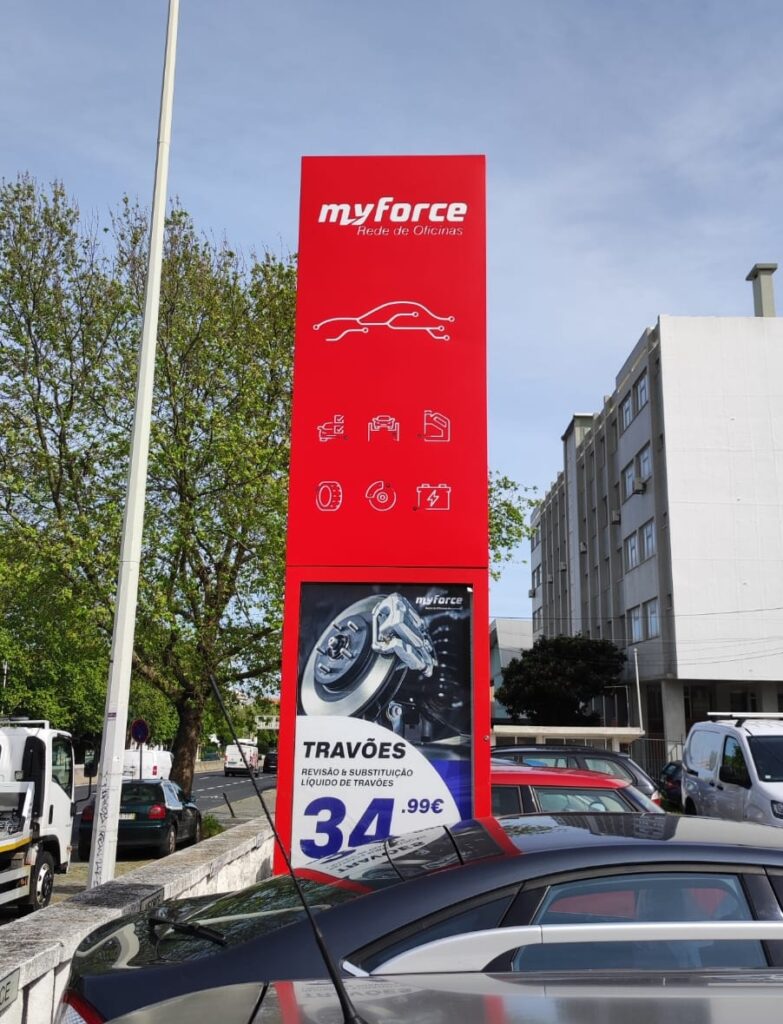 myforce
Rede de Oficinas
myforce
TRAVÕES
REVISÃO & SUBSTITUIÇÃO
LÍQUIDO DE TRAVÕES
34.99€